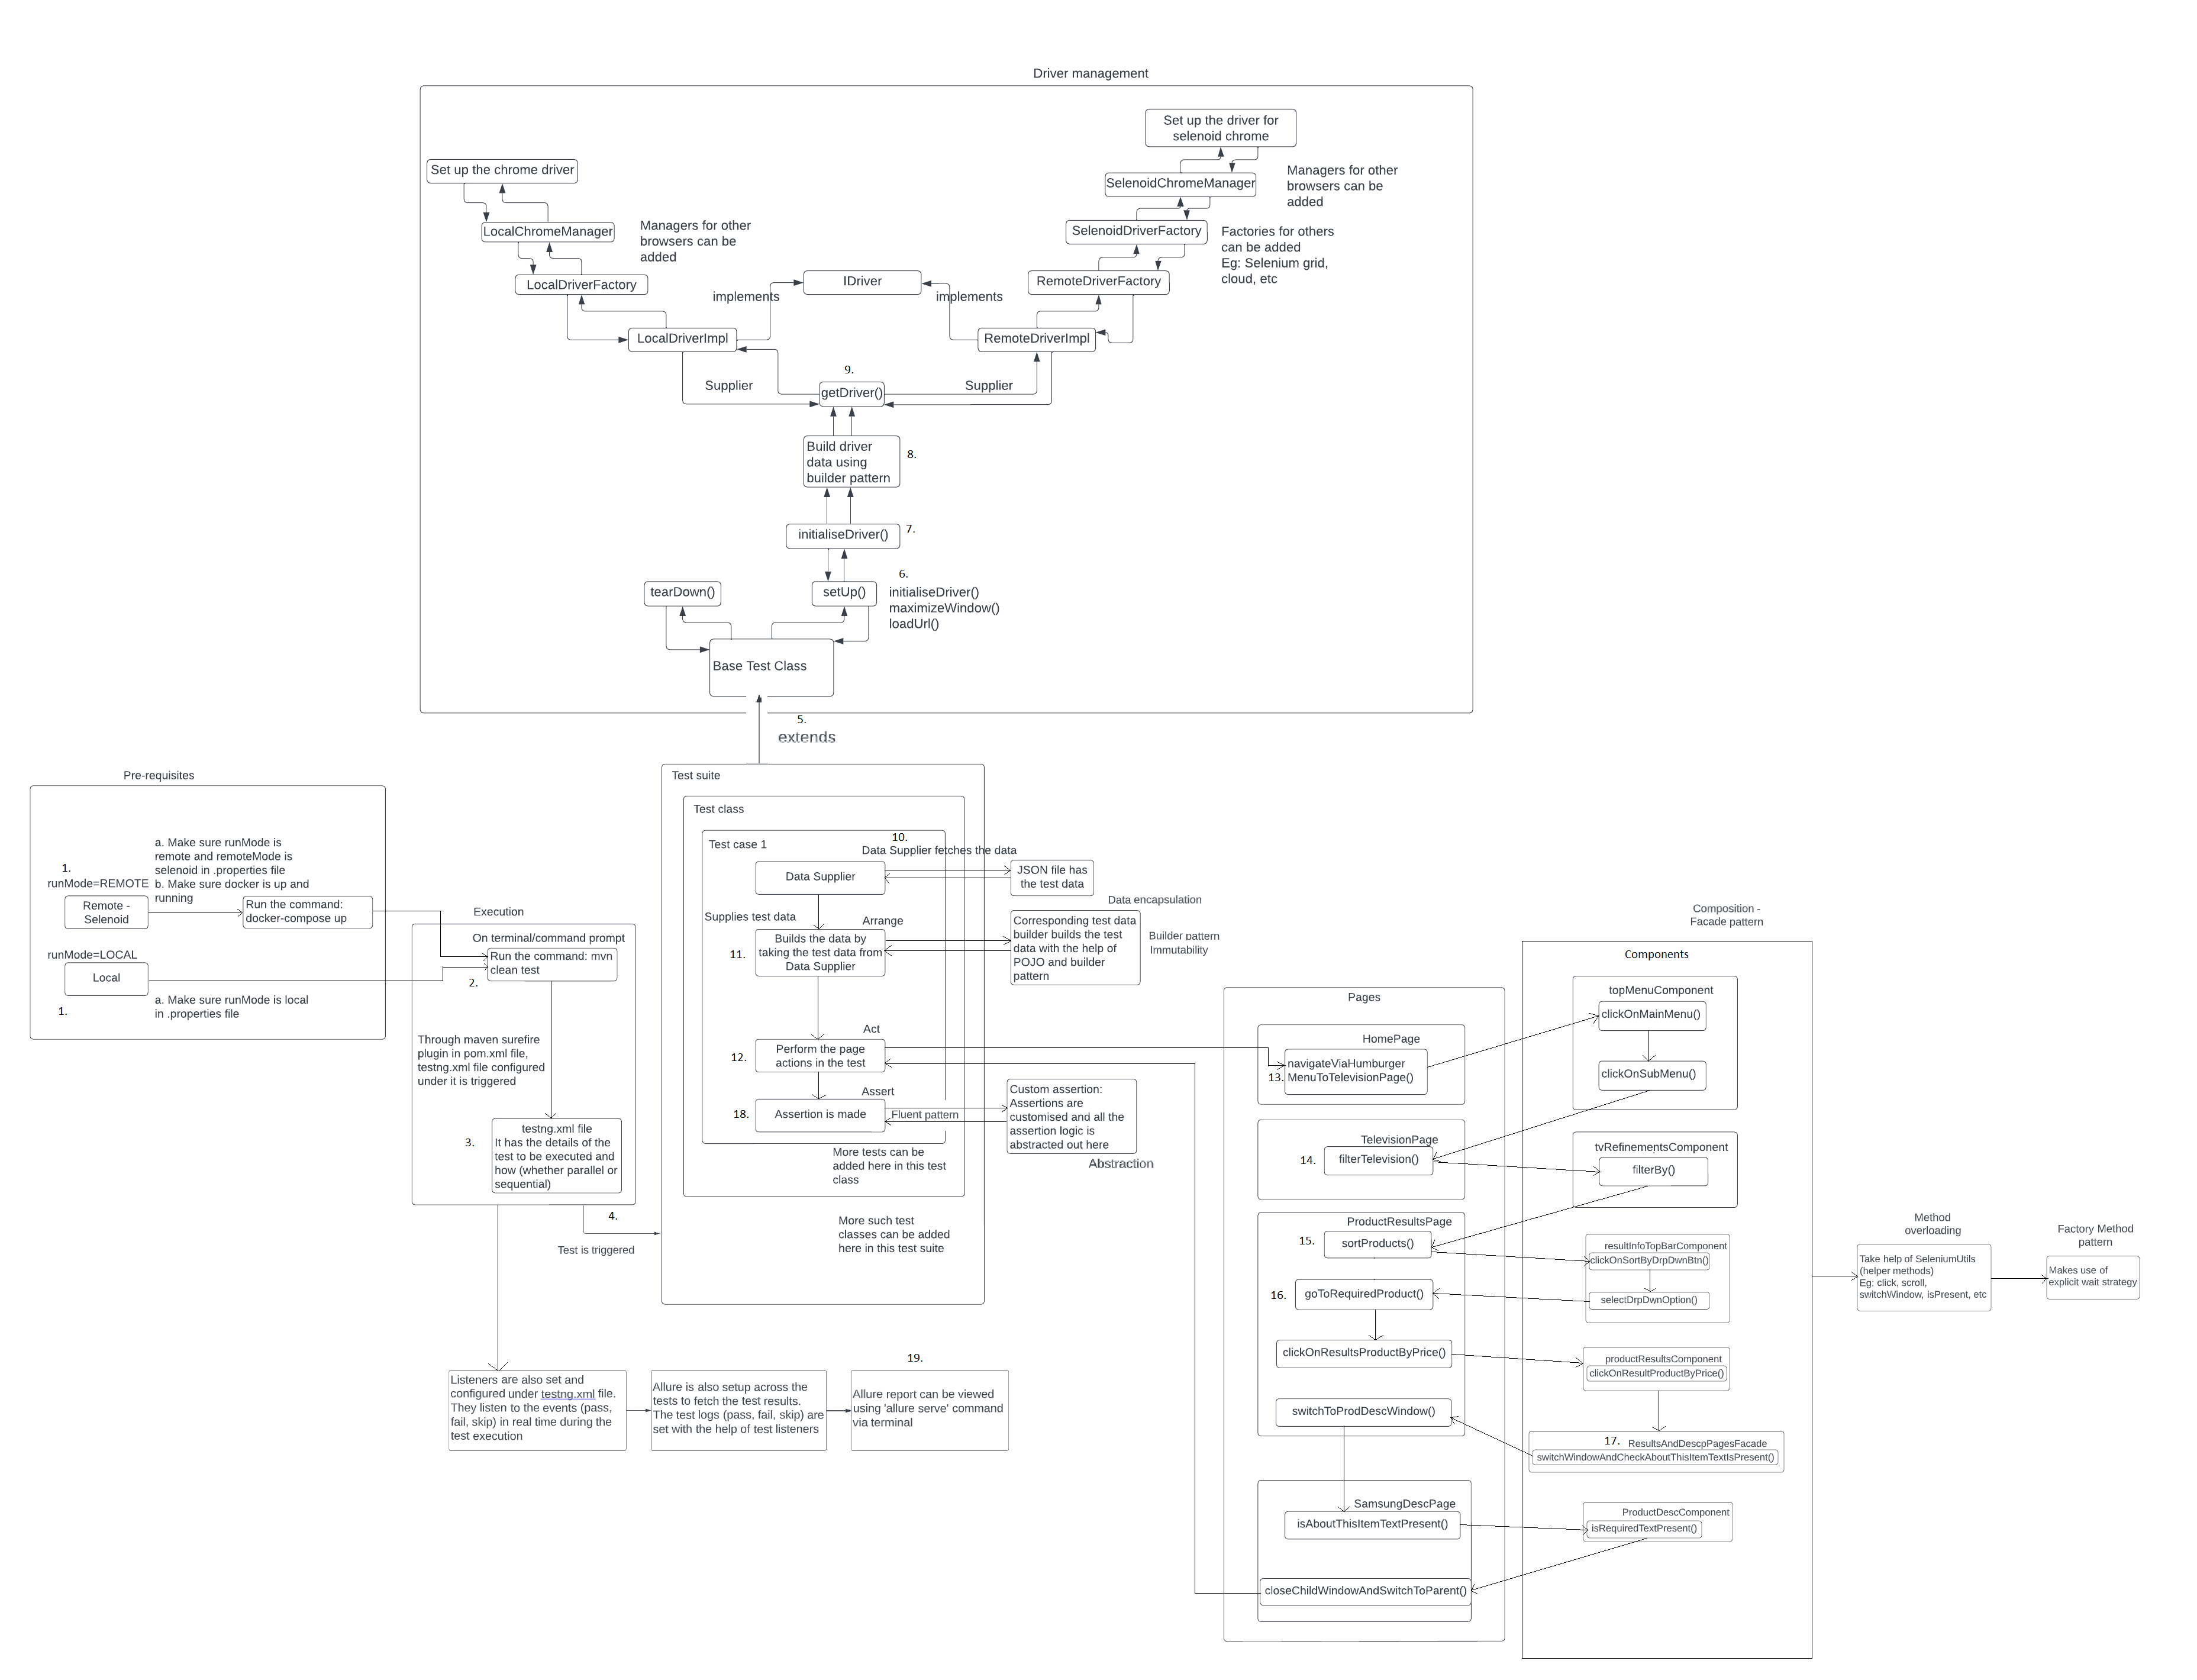 Driver management
Set up the driver for
selenoid chrome
Set up the chrome driver
SelenoidChromeManager
Managers for other
browsers can be
added
LocalChromeManager
Managers for other
browsers can be
added
SelenoidDriverFactory
Factories for others
can be added
Eg: Selenium grid,
cloud, etc
LocalDriverFactory
IDriver
RemoteDriverFactory
implements
implements
LocalDriverImpl
RemoteDriverImpl
9.
Supplier
getDriver()
Supplier
Build driver
data using
builder pattern
8.
initialiseDriver()
7.
6.
tearDown()
setUp()
initialiseDriver()
maximizeWindow()
loadUrl()
Base Test Class
5.
extends
Pre-requisites
a. Make sure runMode is
remote and remoteMode is
selenoid in .properties file
b. Make sure docker is up and
running
1.
runMode=REMOTE
Remote -
Selenoid
Run the command:
docker-compose up
runMode=LOCAL
Local
1.
a. Make sure runMode is local
in .properties file
Execution
On terminal/command prompt
Run the command: mvn
clean test
2.
Through maven surefire
plugin in pom.xml file,
testng.xml file configured
under it is triggered
3.
testng.xml file
It has the details of the
test to be executed and
how (whether parallel or
sequential)
4.
Test is triggered
Test suite
Test class
Test case 1
10.
Data Supplier fetches the data
Data Supplier
JSON file has
the test data
Data encapsulation
Supplies test data
Arrange
11.
Builds the data by
taking the test data from
Data Supplier
Corresponding test data
builder builds the test
data with the help of
POJO and builder
pattern
Builder pattern
Immutability
Act
12.
Perform the page
actions in the test
Assert
18.
Assertion is made
Fluent pattern
Custom assertion:
Assertions are
customised and all the
assertion logic is
abstracted out here
Abstraction
More tests can be
added here in this test
class
More such test
classes can be added
here in this test suite
Listeners are also set and
configured under testng.xml file.
They listen to the events (pass,
fail, skip) in real time during the
test execution
Allure is also setup across the
tests to fetch the test results.
The test logs (pass, fail, skip) are
set with the help of test listeners
19.
Allure report can be viewed
using 'allure serve' command
via terminal
Pages
HomePage
13.
navigateViaHumburger
MenuToTelevisionPage()
TelevisionPage
14.
filterTelevision()
ProductResultsPage
15.
sortProducts()
16.
goToRequiredProduct()
clickOnResultsProductByPrice()
switchToProdDescWindow()
SamsungDescPage
isAboutThisItemTextPresent()
closeChildWindowAndSwitchToParent()
Composition -
Facade pattern
Components
topMenuComponent
clickOnMainMenu()
clickOnSubMenu()
tvRefinementsComponent
filterBy()
resultInfoTopBarComponent
clickOnSortByDrpDwnBtn()
selectDrpDwnOption()
productResultsComponent
clickOnResultProductByPrice()
17.
ResultsAndDescpPagesFacade
switchWindowAndCheckAboutThisItemTextIsPresent()
ProductDescComponent
isRequiredTextPresent()
Method
overloading
Take help of SeleniumUtils
(helper methods)
Eg: click, scroll,
switchWindow, isPresent, etc
Factory Method
pattern
Makes use of
explicit wait strategy